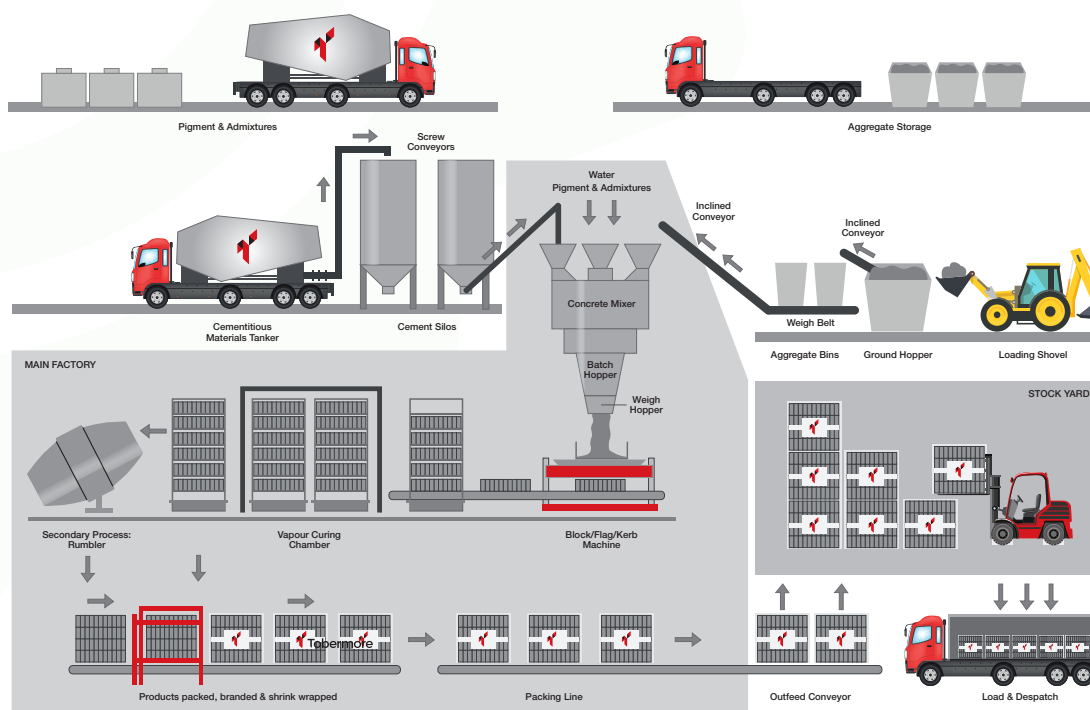 Pigment & Admixtures
Aggregate Storage
Screw
Conveyors
Water
Pigment & Admixtures
Inclined
Conveyor
Inclined
Conveyor
Concrete Mixer
Cementitious
Materials Tanker
Cement Silos
Weigh Belt
Aggregate Bins
Ground Hopper
Loading Shovel
MAIN FACTORY
Batch
Hopper
Weigh
Hopper
STOCK YARD
Secondary Process:
Rumbler
Vapour Curing
Chamber
Block/Flag/Kerb
Machine
Tobermore
Products packed, branded & shrink wrapped
Packing Line
Outfeed Conveyor
Load & Despatch